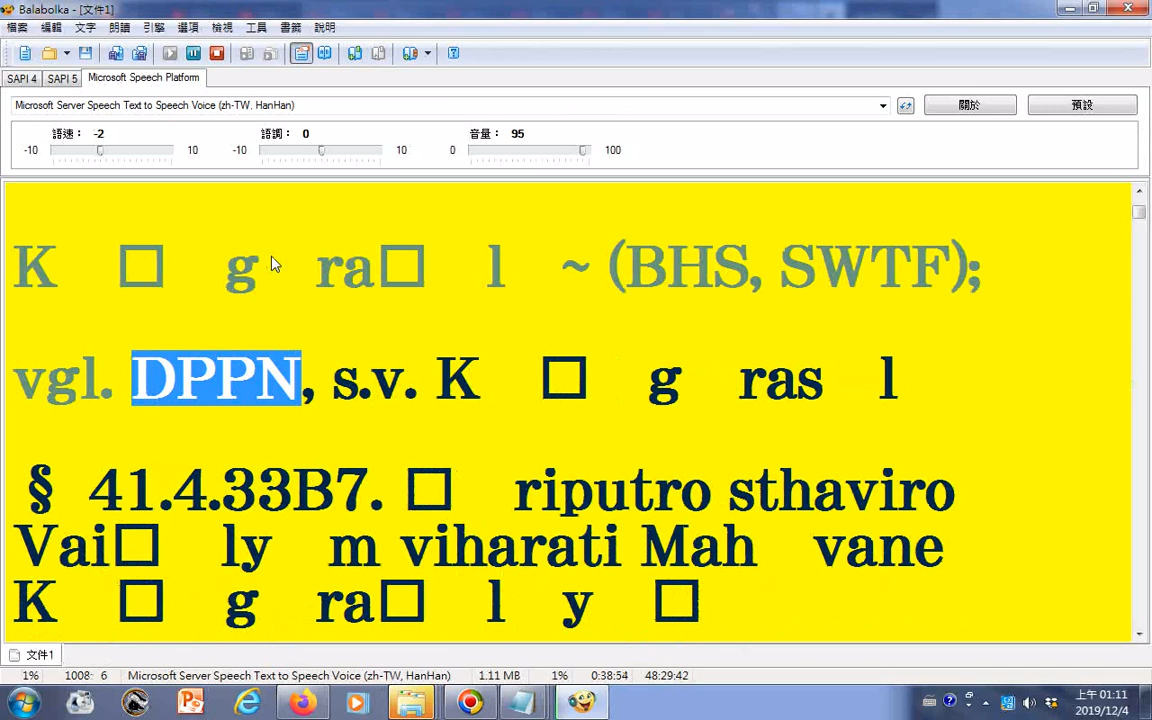 Balabolka - [文件1]
檔案 編輯 文字 朗讀 引擎 選項 檢視 工具 書籤 說明
SAPI 4 SAPI 5 Microsoft Speech Platform
Microsoft Server Speech Text to Speech Voice (zh-TW, HanHan) 關於 預設
語速： -2 語調： 0 音量： 95
-10 10 -10 10 0 100
K □ g ra□ l ~ (BHS, SWTF);
vgl. DPPN, s.v. K □ g ras l
§ 41.4.33B7. □ riputro sthaviro
Vai□ ly m viharati Mah vane
K □ g ra□ l y □
文件1
1% 1008: 6 Microsoft Server Speech Text to Speech Voice (zh-TW, HanHan) 1.11 MB 1% 0:38:54 48:29:42
上午 01:11
2019/12/4